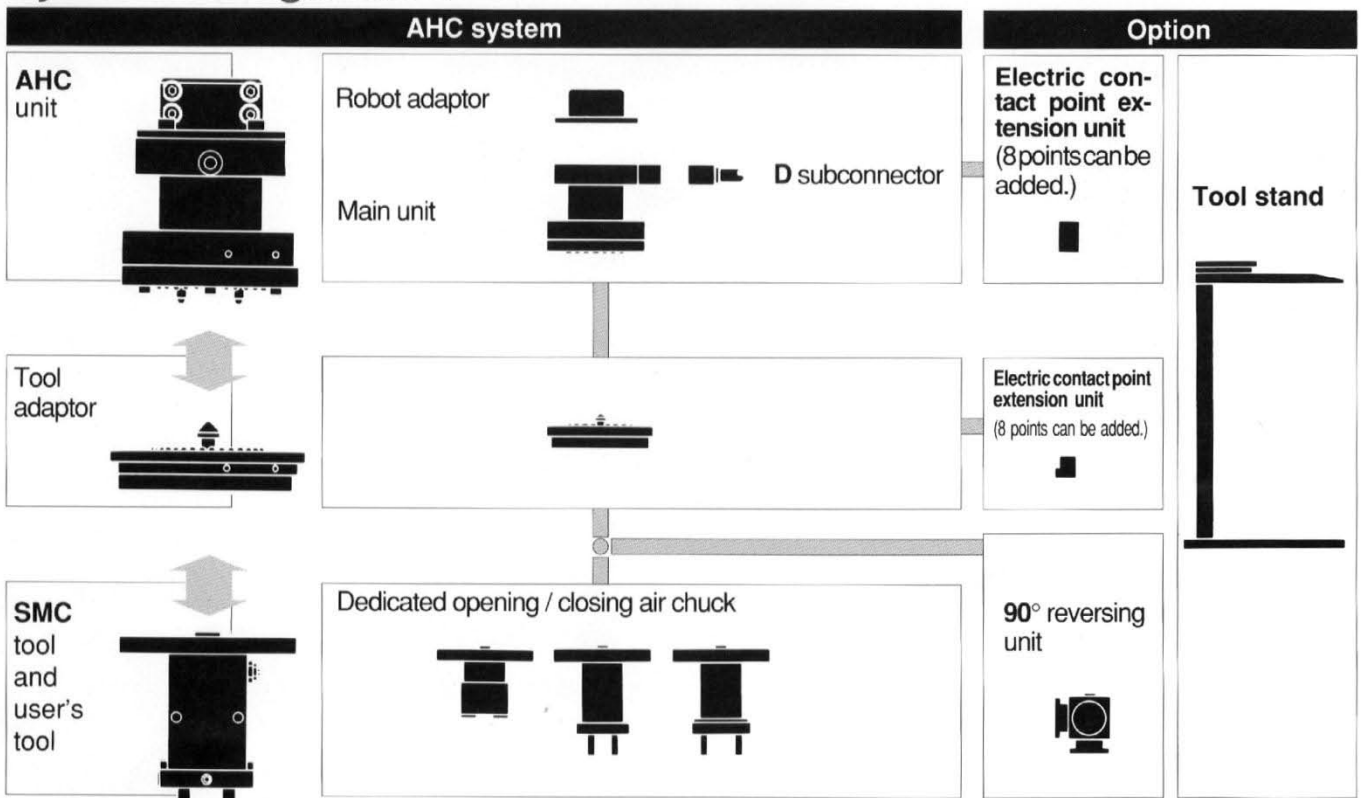 AHC system
Option
AHC
unit
Robot adaptor
Main unit
D subconnector
Electric con-
tact point ex-
tension unit
(8 points can be
added.)
Tool stand
Tool
adaptor
Electric contact point
extension unit
(8 points can be added.)
SMC
tool
and
user's
tool
Dedicated opening / closing air chuck
90° reversing
unit